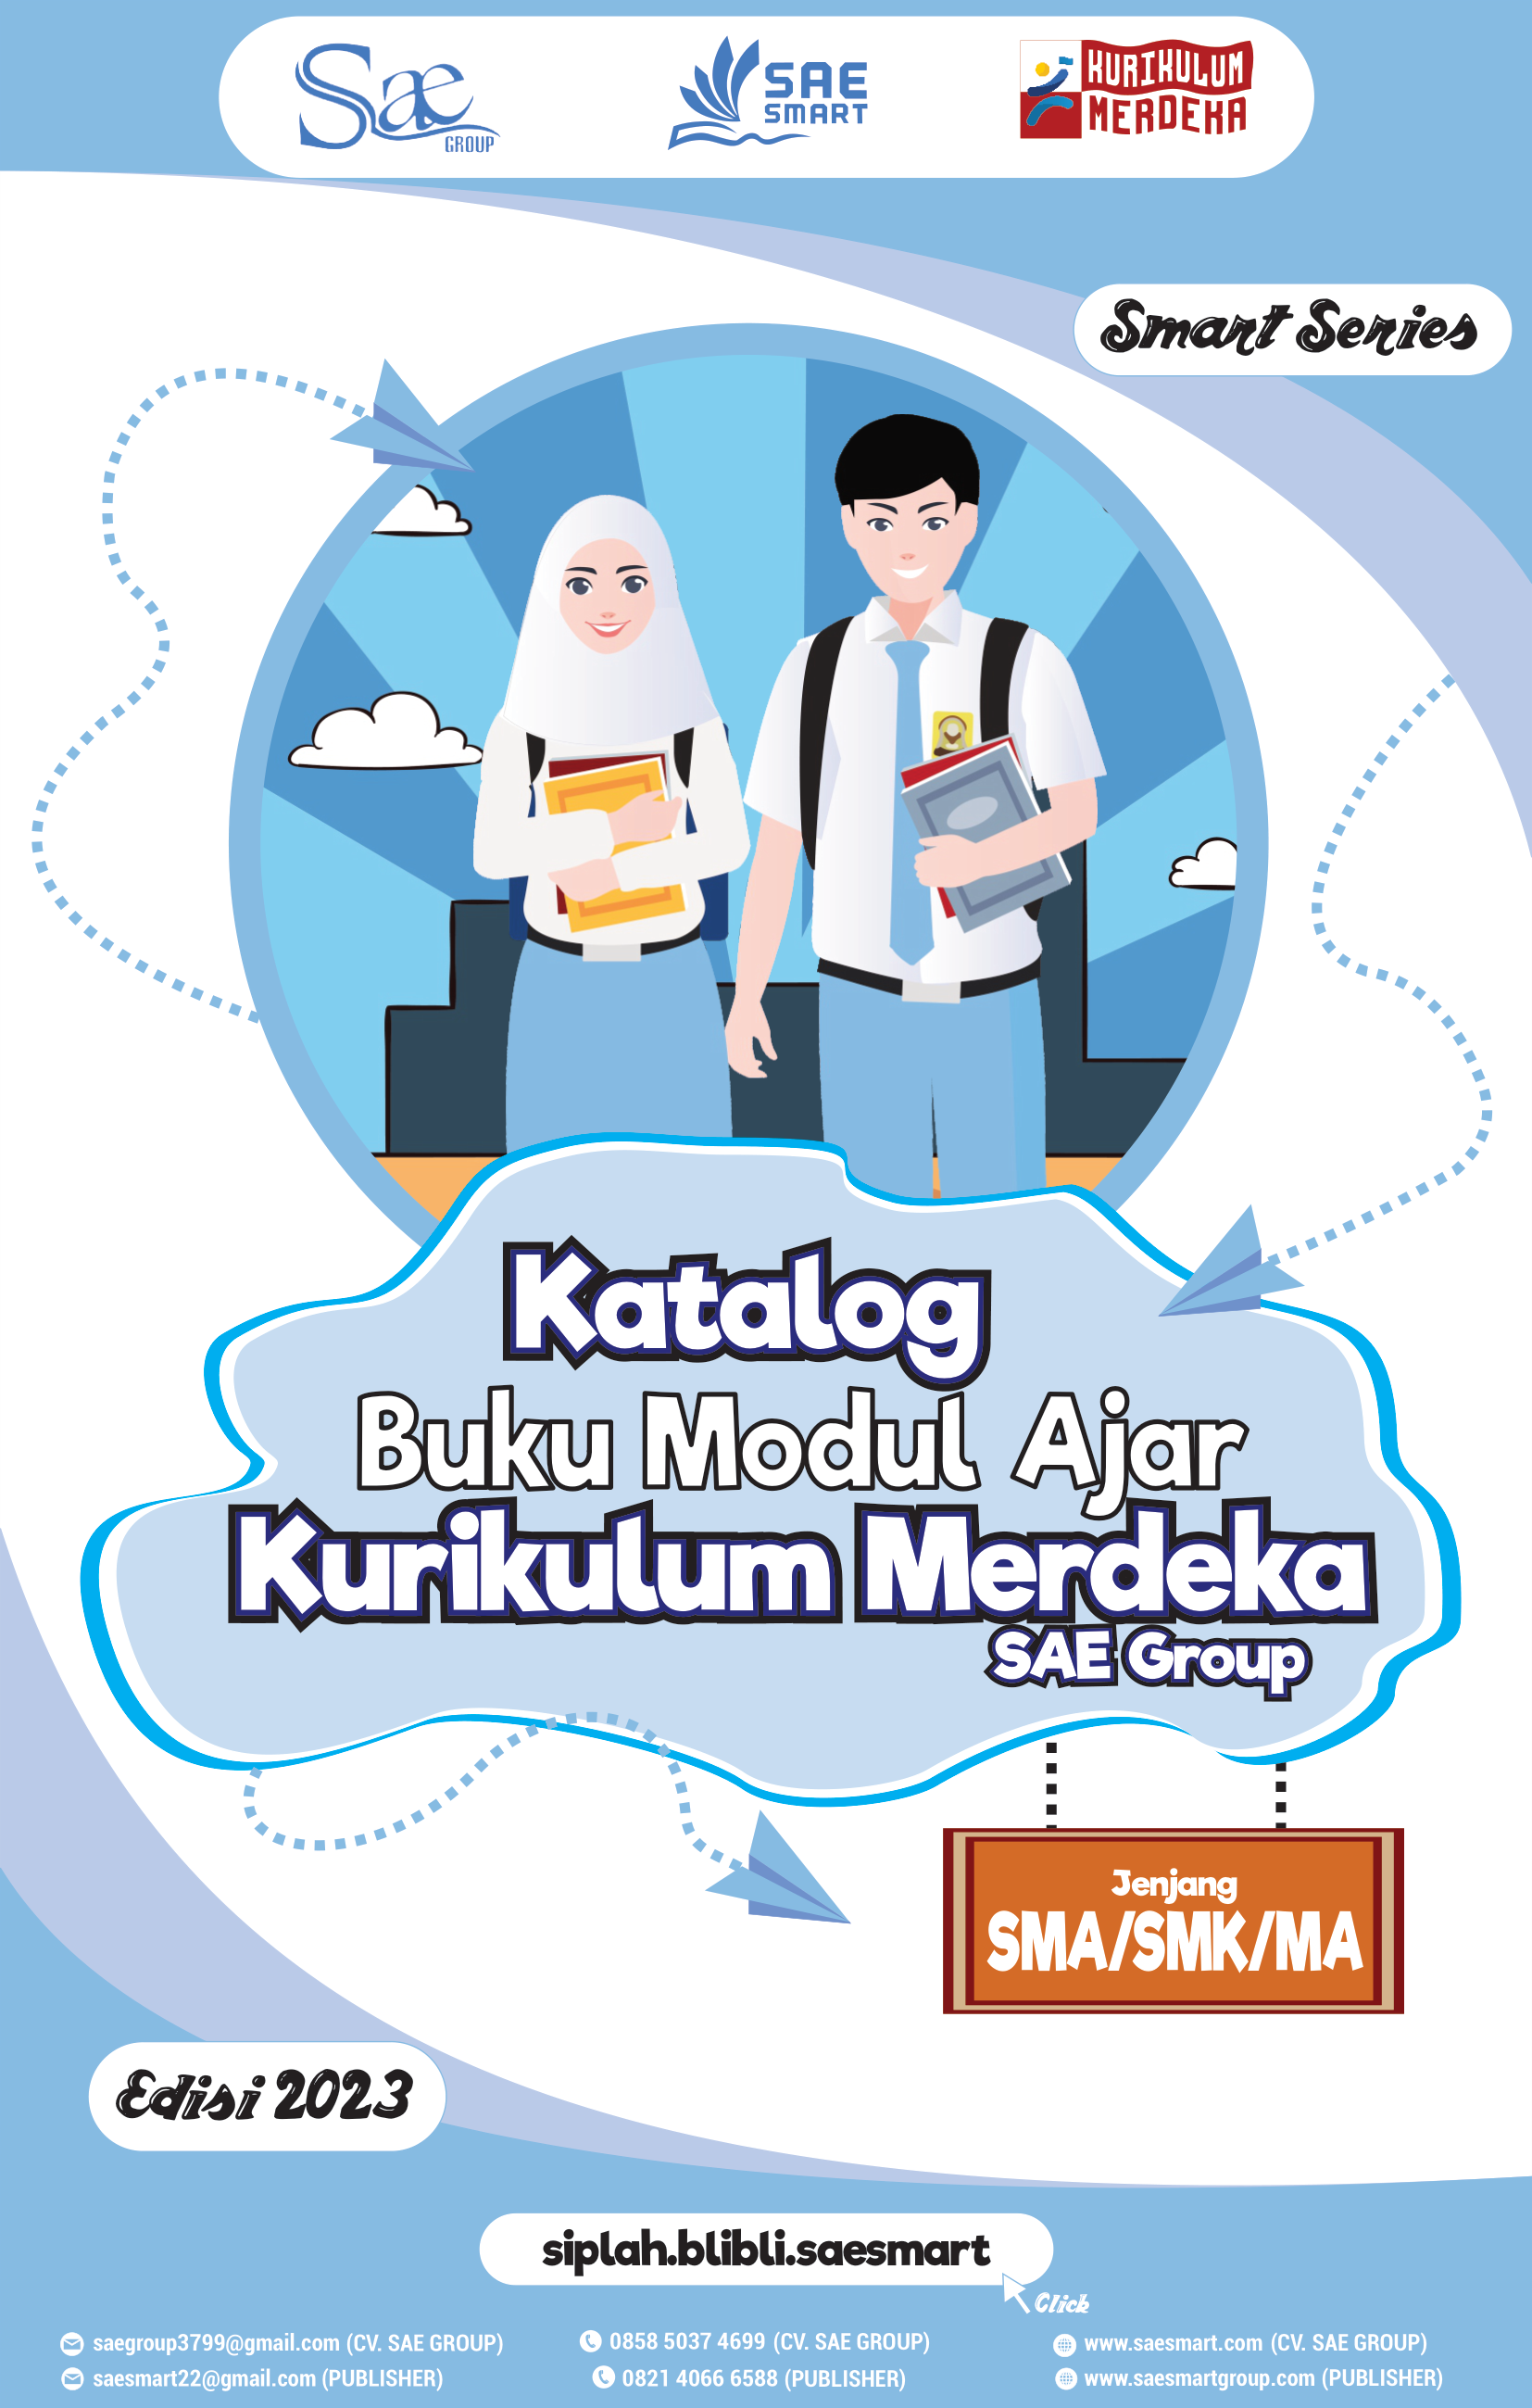 Sae
GROUP
SAE
SMART
KURIKULUM
MERDEKA
Smart Series
Katalog
Buku Modul Ajar
Kurikulum Merdeka
SAE Group
Jenjang
SMA/SMK/MA
Edisi 2023
siplah.blibli.saesmart
Click
saegroup3799@gmail.com (CV. SAE GROUP)
saesmart22@gmail.com (PUBLISHER)
0858 5037 4699 (CV. SAE GROUP)
0821 4066 6588 (PUBLISHER)
www.saesmart.com (CV. SAE GROUP)
www.saesmartgroup.com (PUBLISHER)